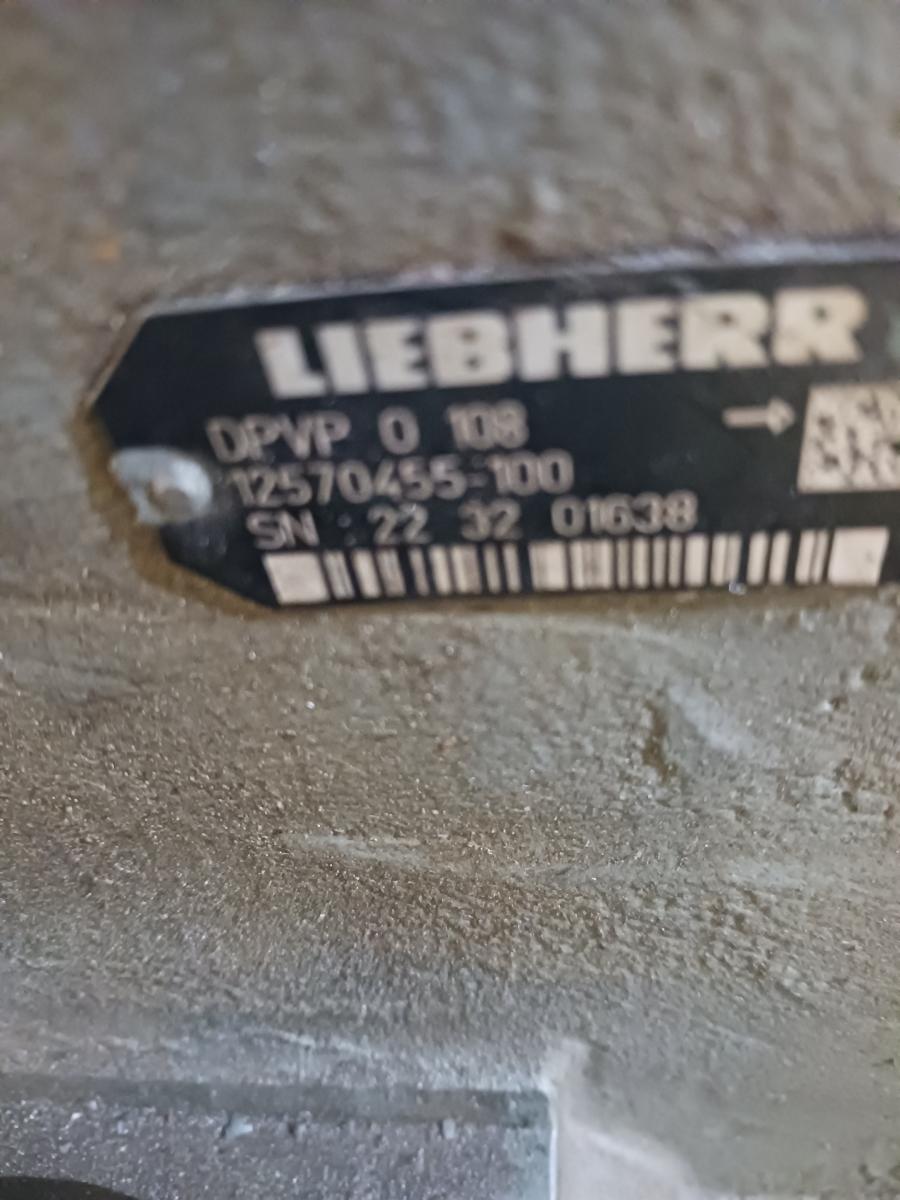 LIEBHERR
DPVP 0 108
12570455-100
SN : 22 32 01638